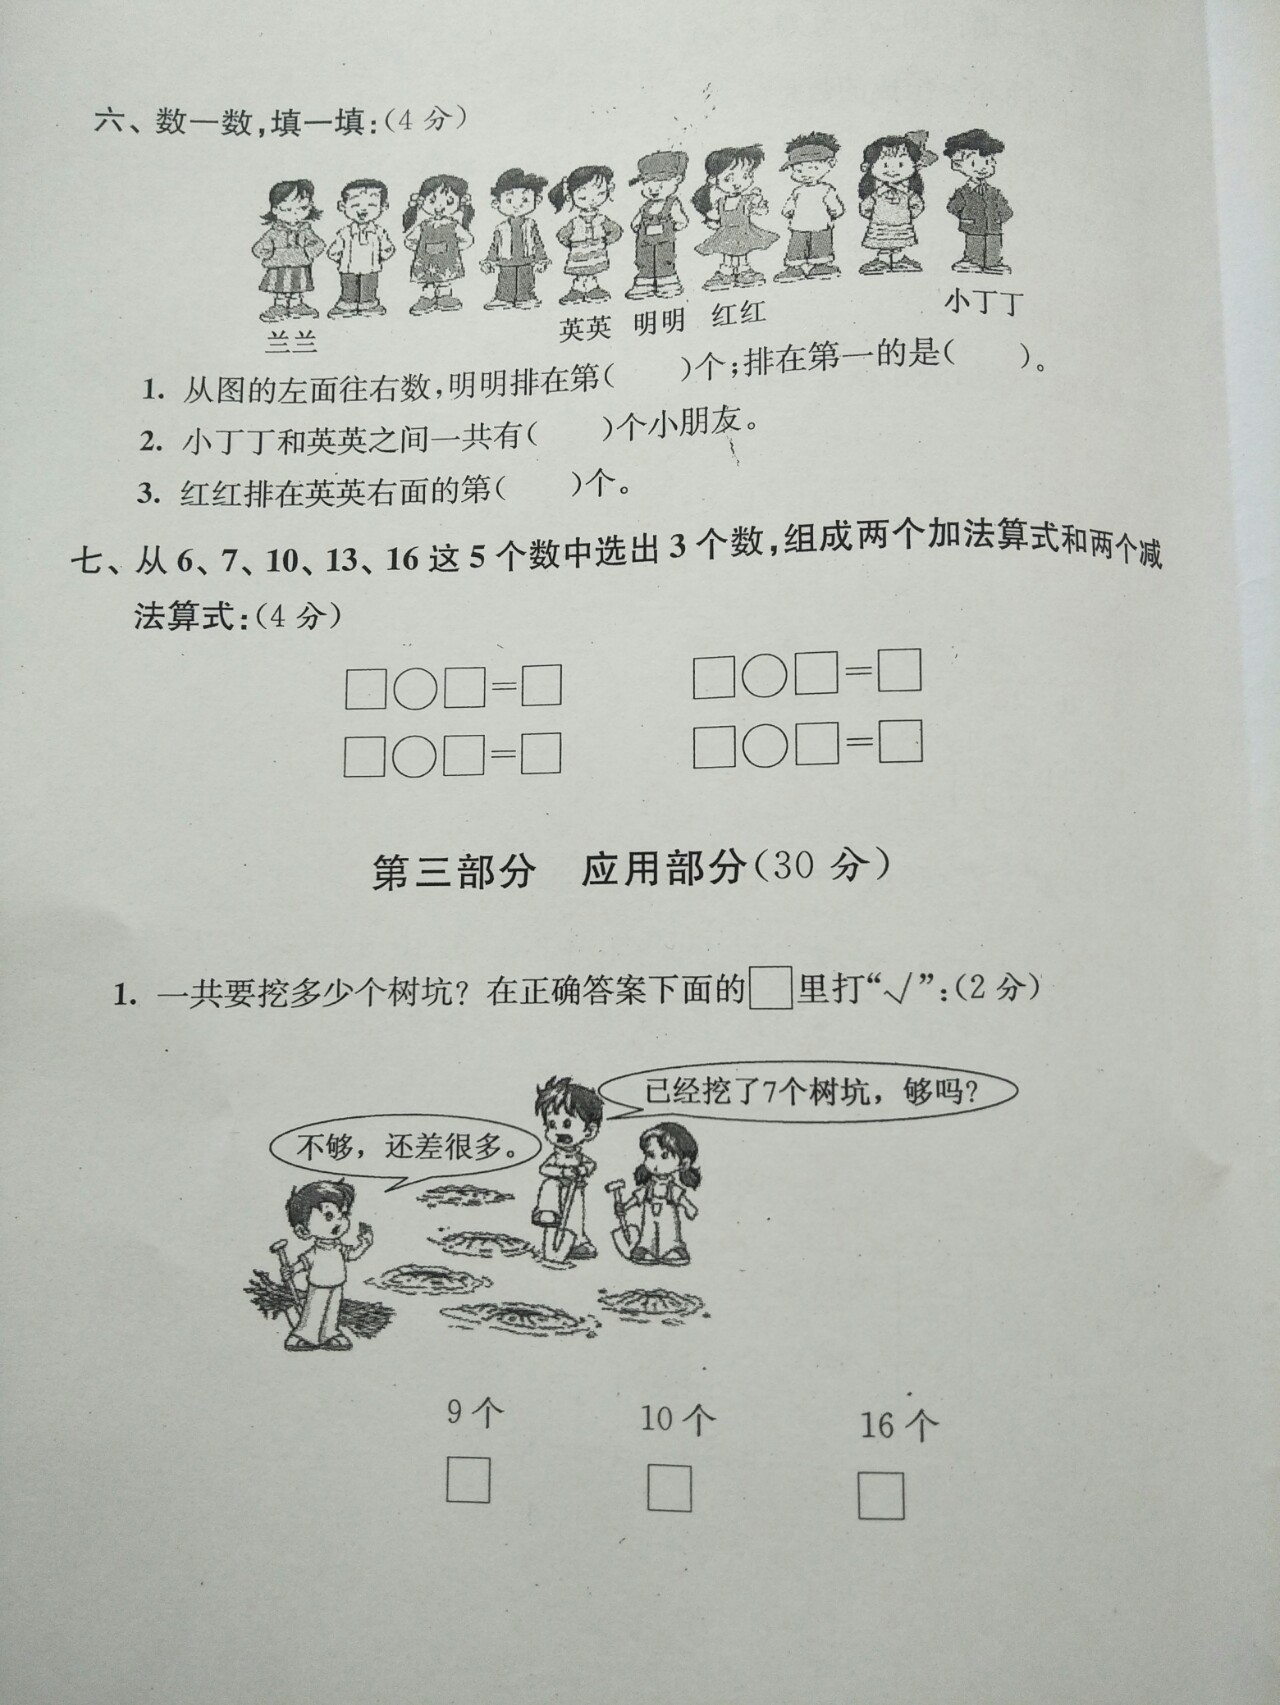 六、数一数,填一填:(4分)
兰兰 英英 明明 红红 小丁丁
1. 从图的左面往右数,明明排在第( )个;排在第一的是( )。
2. 小丁丁和英英之间一共有( )个小朋友。
3. 红红排在英英右面的第( )个。
七、从6、7、10、13、16这5个数中选出3个数,组成两个加法算式和两个减
法算式:(4分)
□○□=□ □○□=□
□○□=□ □○□=□
第三部分 应用部分(30分)
1. 一共要挖多少个树坑?在正确答案下面的□里打“√”:(2分)
已经挖了7个树坑,够吗?
不够,还差很多。
9个 10个 16个
□ □ □